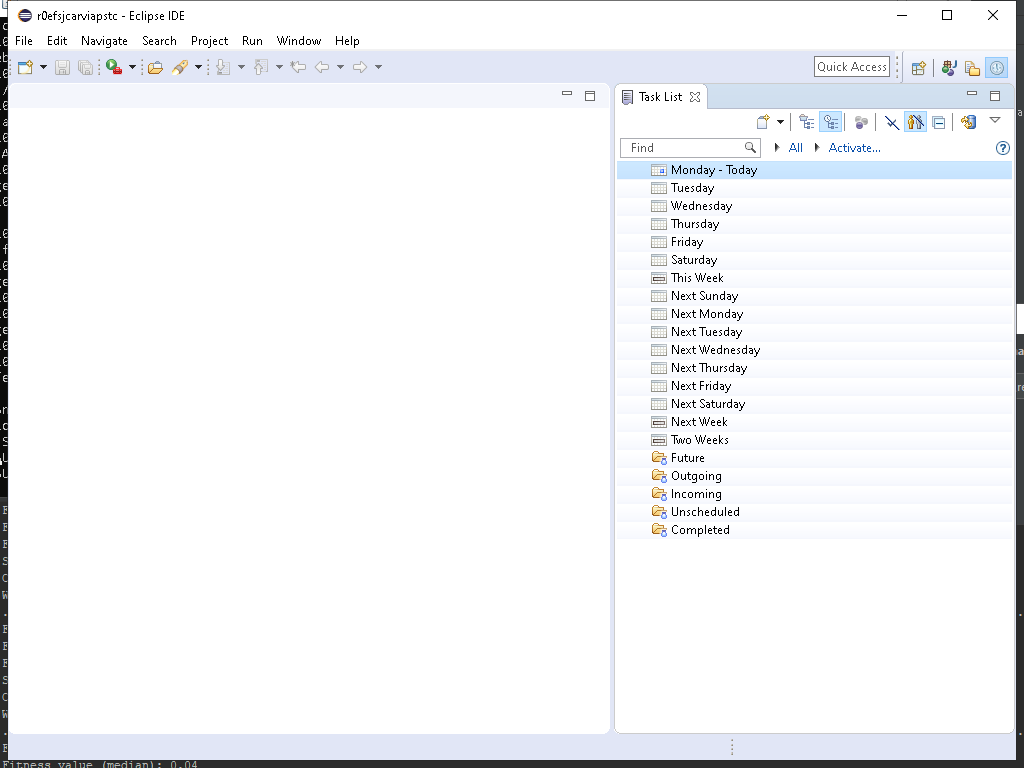 r0efsjcarviapstc - Eclipse IDE
File Edit Navigate Search Project Run Window Help
Quick Access
Task List
Find
All
Activate...
Monday - Today
Tuesday
Wednesday
Thursday
Friday
Saturday
This Week
Next Sunday
Next Monday
Next Tuesday
Next Wednesday
Next Thursday
Next Friday
Next Saturday
Next Week
Two Weeks
Future
Outgoing
Incoming
Unscheduled
Completed
Fitness value (median): 0.04